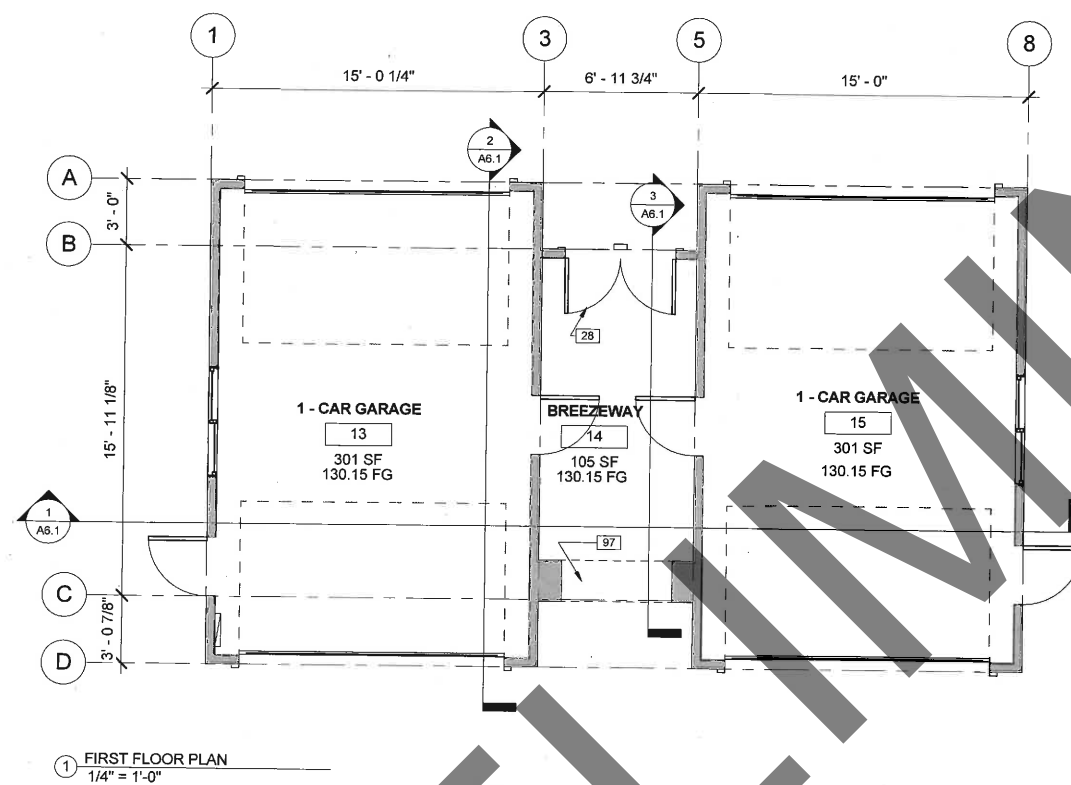 1
3
5
8
15' - 0 1/4"
6' - 11 3/4"
15' - 0"
2
A6.1
A
3
A6.1
3' - 0"
B
28
15' - 11 1/8"
1 - CAR GARAGE
13
301 SF
130.15 FG
BREEZEWAY
14
105 SF
130.15 FG
1 - CAR GARAGE
15
301 SF
130.15 FG
1
A6.1
97
C
3' - 0 7/8"
D
1 FIRST FLOOR PLAN
1/4" = 1'-0"